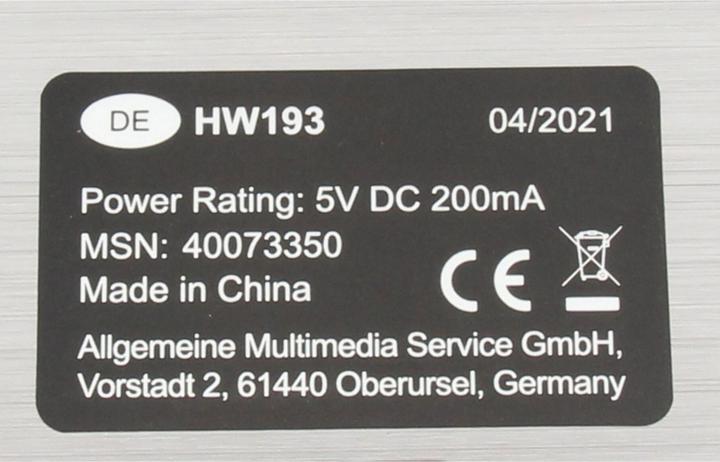 DE HW193 04/2021
Power Rating: 5V DC 200mA
MSN: 40073350
Made in China
CE
Allgemeine Multimedia Service GmbH,
Vorstadt 2, 61440 Oberursel, Germany